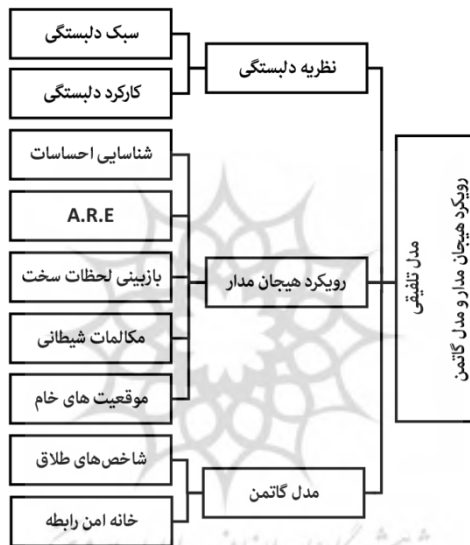 مدل تلفیقی
رویکرد هیجان مدار و مدل گاتمن
نظریه دلبستگی
سبک دلبستگی
کارکرد دلبستگی
رویکرد هیجان مدار
شناسایی احساسات
A.R.E
بازبینی لحظات سخت
مکالمات شیطانی
موقعیت های خام
مدل گاتمن
شاخص‌های طلاق
خانه امن رابطه